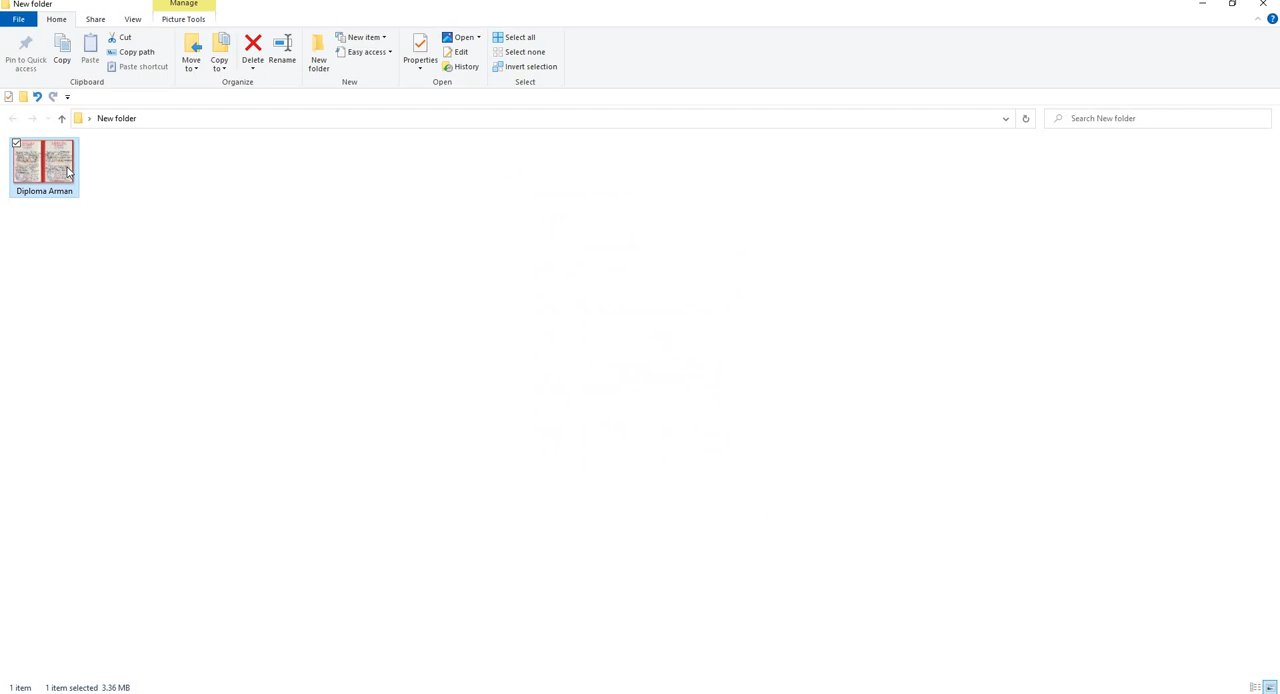 New folder
Manage
File
Home
Share
View
Picture Tools
Pin to Quick
access
Copy
Paste
Cut
Copy path
Paste shortcut
Clipboard
Move
to
Copy
to
Delete
Rename
Organize
New
folder
New item
Easy access
New
Properties
Open
Edit
History
Open
Select all
Select none
Invert selection
Select
New folder
Search New folder
Diploma Arman
1 item
1 item selected 3.36 MB